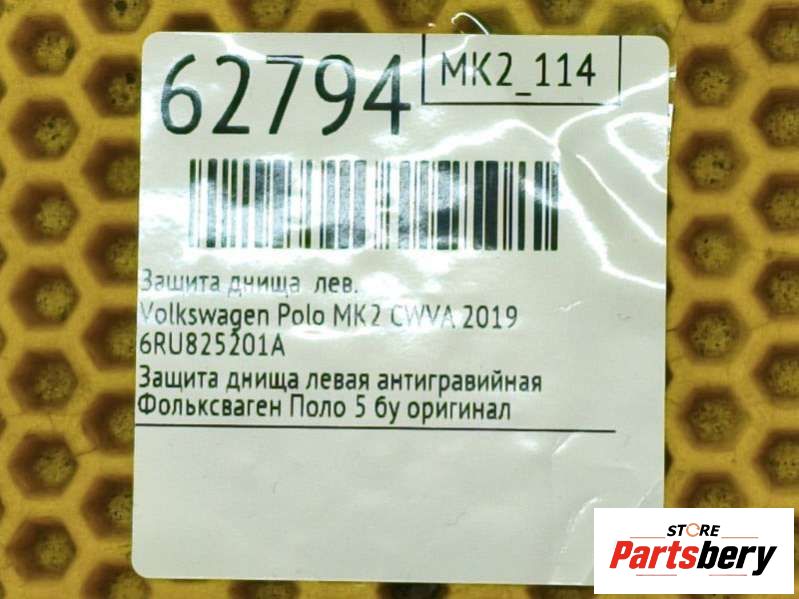 62794
MK2_114
Защита днища лев.
Volkswagen Polo MK2 CWVA 2019
6RU825201A
Защита днища левая антигравийная
Фольксваген Поло 5 бу оригинал
STORE
Partsbery